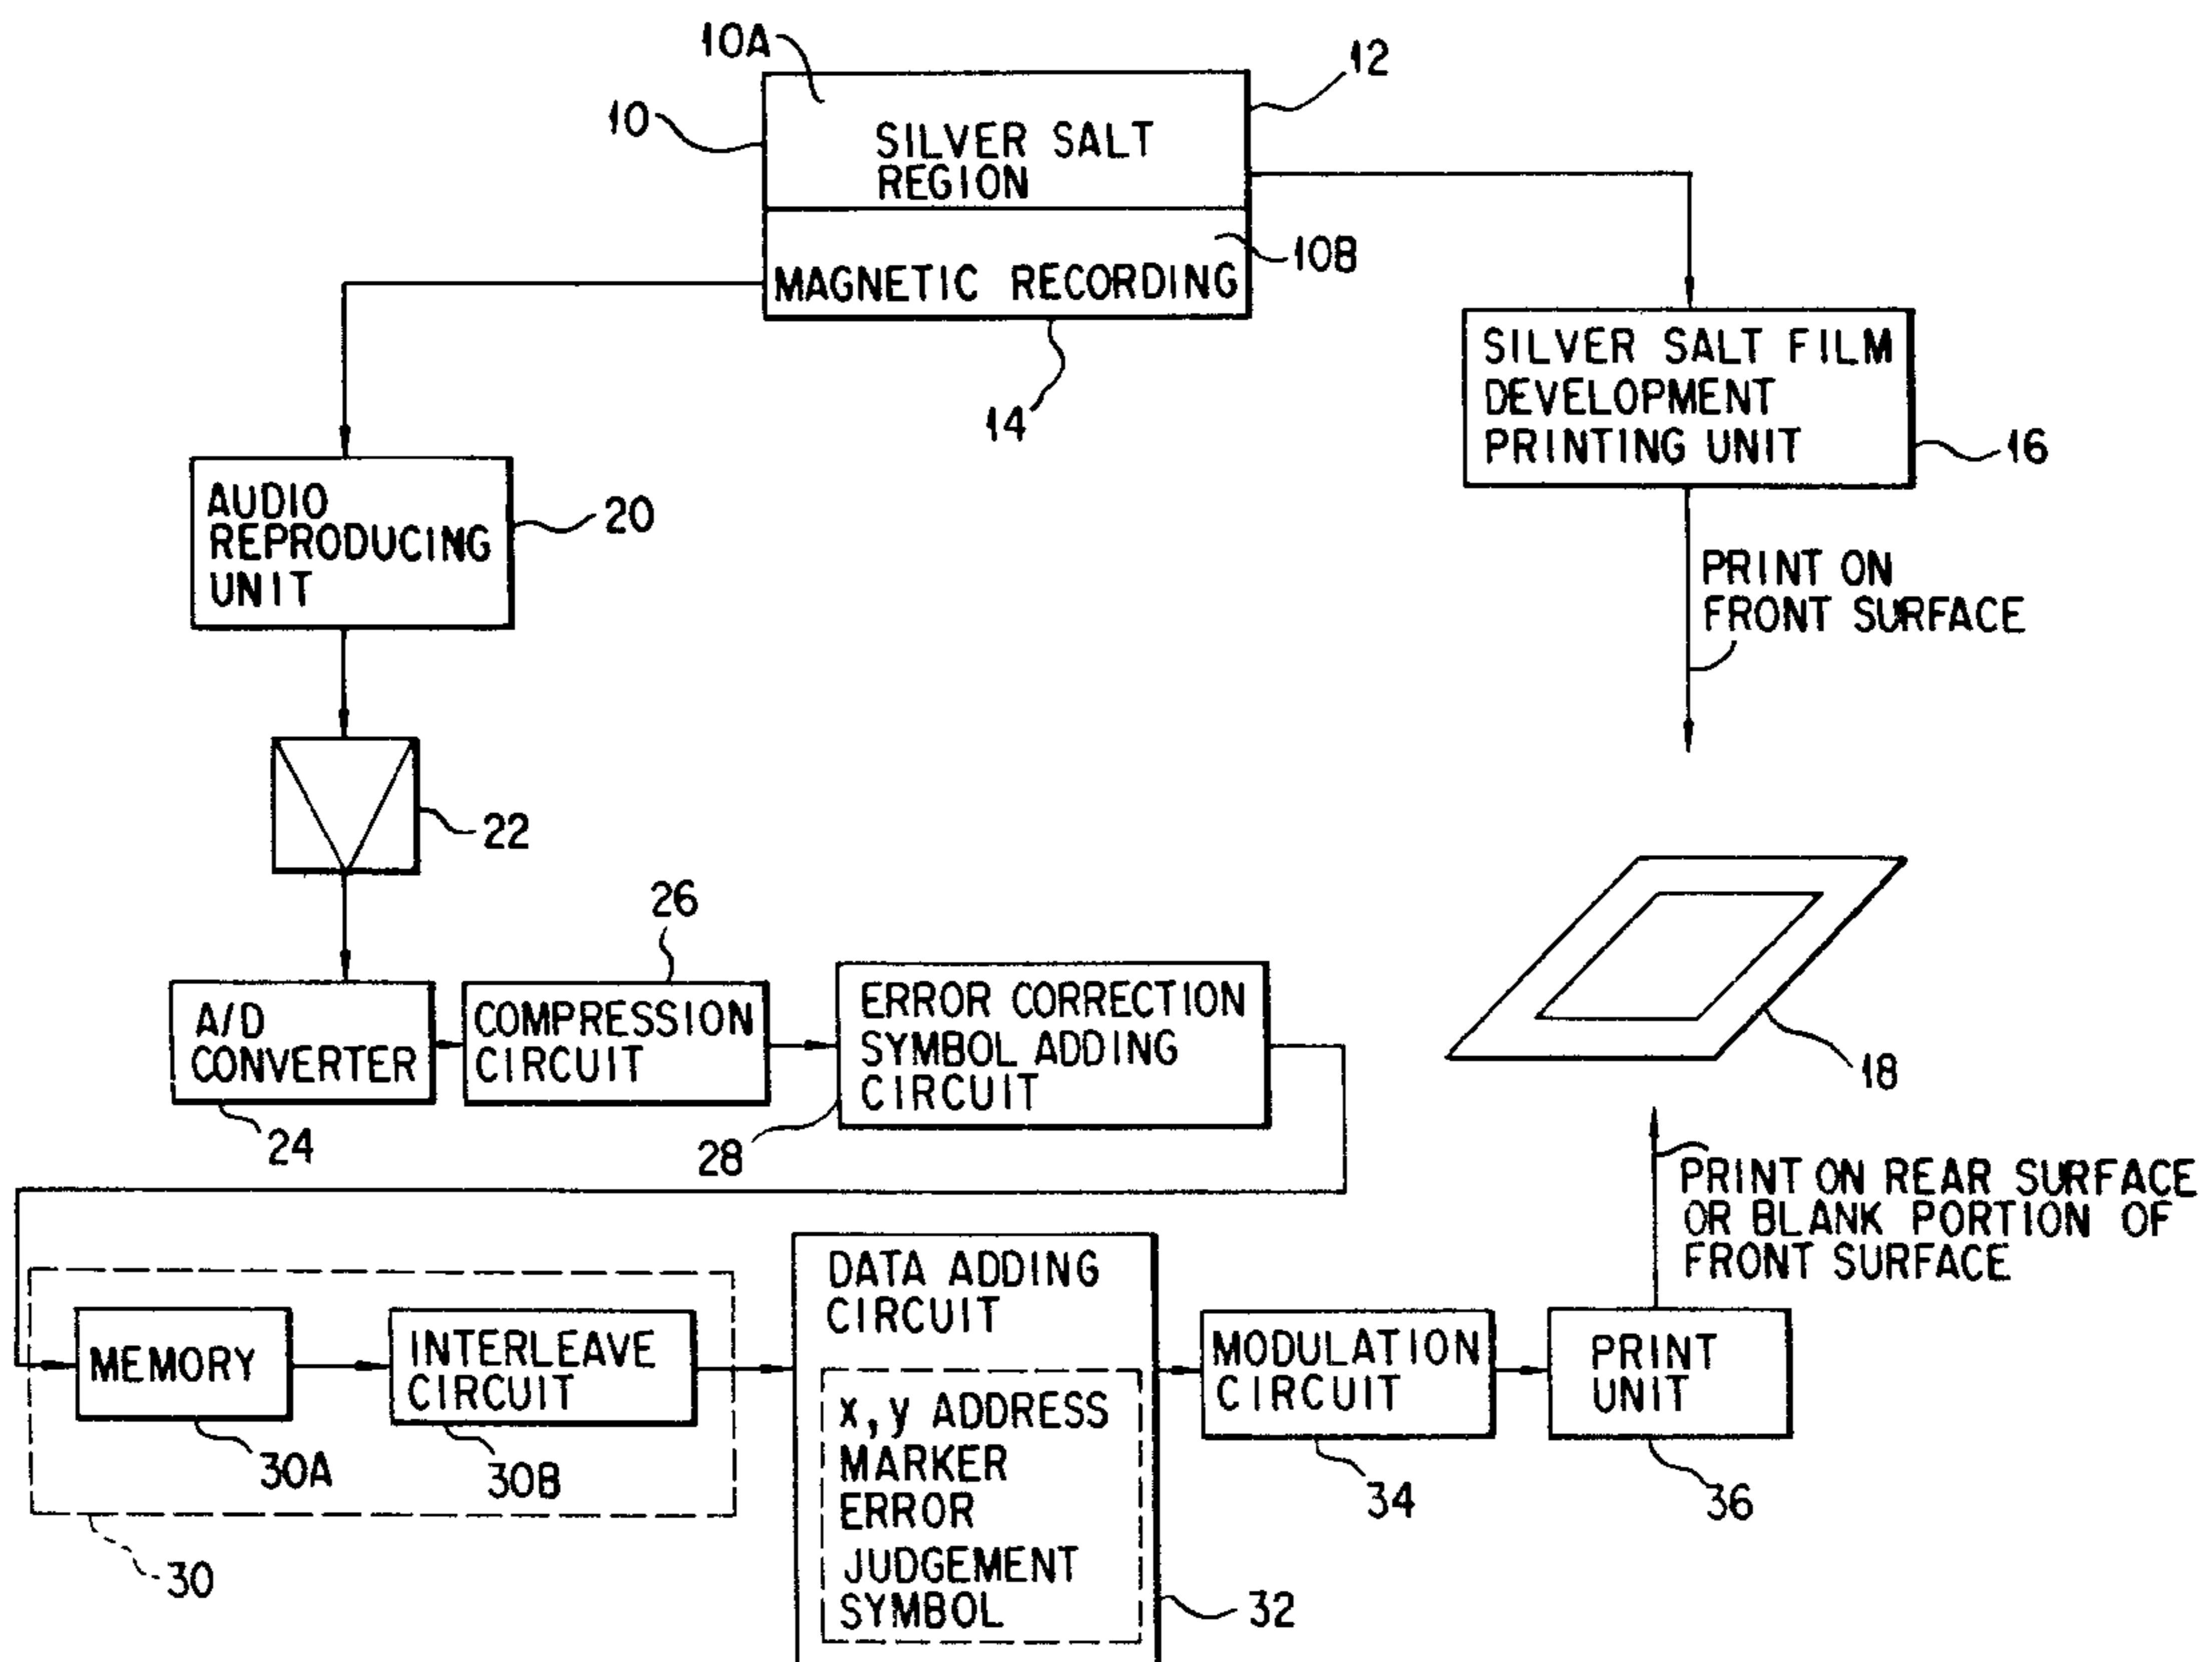 10A
12
10
SILVER SALT
REGION
10B
MAGNETIC RECORDING
14
SILVER SALT FILM
DEVELOPMENT
PRINTING UNIT
16
AUDIO
REPRODUCING
UNIT
20
PRINT ON
FRONT SURFACE
22
26
A/D
CONVERTER
24
COMPRESSION
CIRCUIT
ERROR CORRECTION
SYMBOL ADDING
CIRCUIT
28
18
PRINT ON REAR SURFACE
OR BLANK PORTION OF
FRONT SURFACE
MEMORY
30A
INTERLEAVE
CIRCUIT
30B
30
DATA ADDING
CIRCUIT
x, y ADDRESS
MARKER
ERROR
JUDGEMENT
SYMBOL
32
MODULATION
CIRCUIT
34
PRINT
UNIT
36